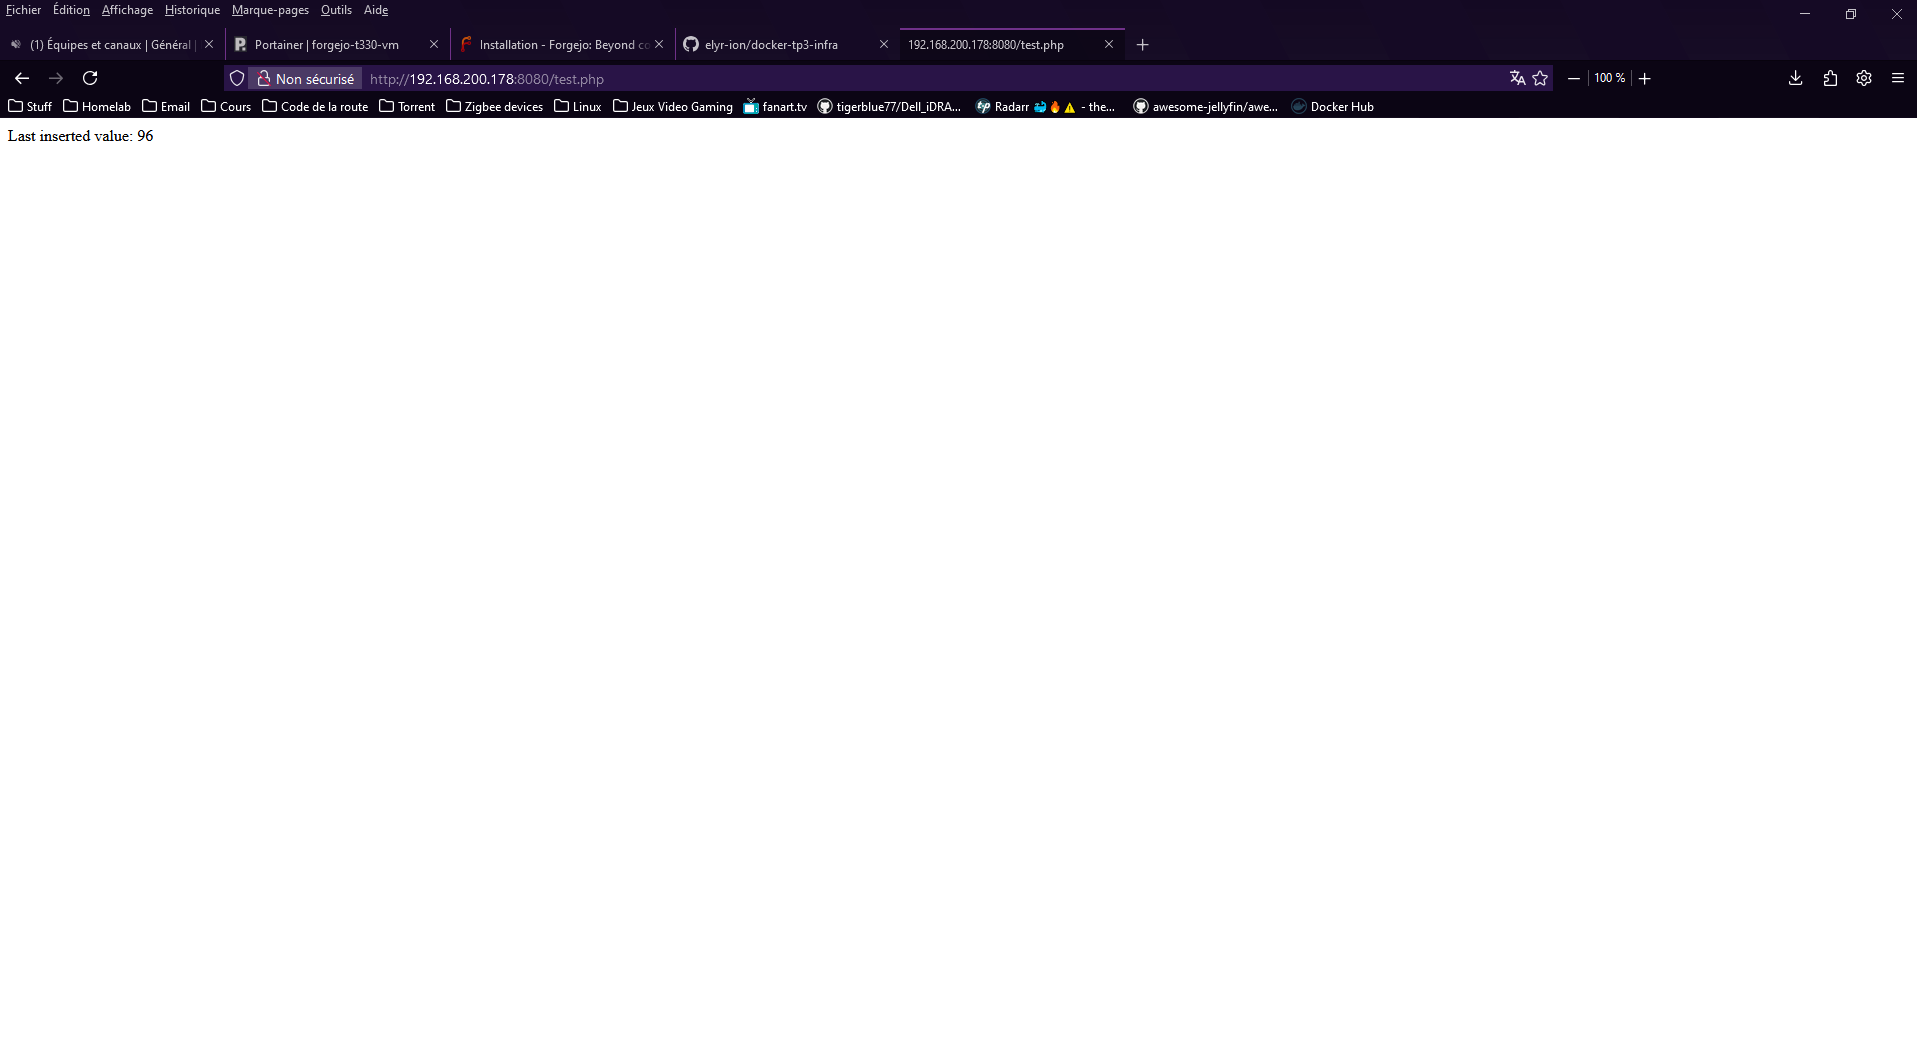 Fichier Édition Affichage Historique Marque-pages Outils Aide
(1) Équipes et canaux | Général | Portainer | forgejo-t330-vm Installation - Forgejo: Beyond co elyr-ion/docker-tp3-infra 192.168.200.178:8080/test.php
Non sécurisé http://192.168.200.178:8080/test.php 100 %
Stuff Homelab Email Cours Code de la route Torrent Zigbee devices Linux Jeux Video Gaming fanart.tv tigerblue77/Dell_iDRA... Radarr 🐳🔥⚠️ - the... awesome-jellyfin/awe... Docker Hub
Last inserted value: 96